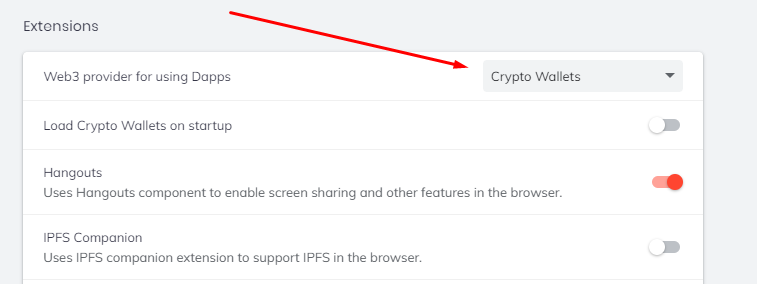 Extensions
Web3 provider for using Dapps
Crypto Wallets
Load Crypto Wallets on startup
Hangouts
Uses Hangouts component to enable screen sharing and other features in the browser.
IPFS Companion
Uses IPFS companion extension to support IPFS in the browser.